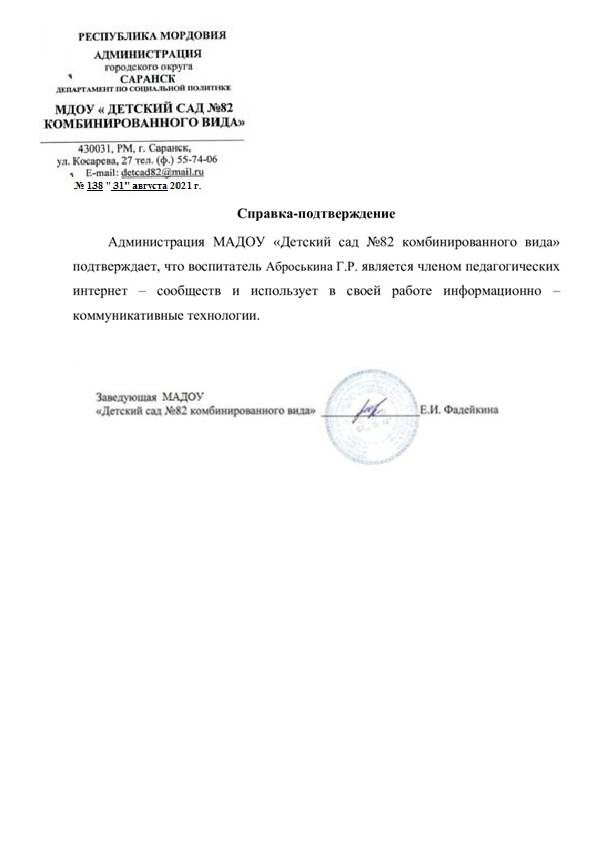 РЕСПУБЛИКА МОРДОВИЯ
АДМИНИСТРАЦИЯ
городского округа
САРАНСК
ДЕПАРТАМЕНТ ПО СОЦИАЛЬНОЙ ПОЛИТИКЕ
МДОУ « ДЕТСКИЙ САД №82
КОМБИНИРОВАННОГО ВИДА»
430031, РМ, г. Саранск,
ул. Косарева, 27 тел. (ф.) 55-74-06
E-mail: detcad82@mail.ru
№ 138 " 31" августа 2021 г.
Справка-подтверждение
Администрация МАДОУ «Детский сад №82 комбинированного вида»
подтверждает, что воспитатель Аброськина Г.Р. является членом педагогических
интернет – сообществ и использует в своей работе информационно –
коммуникативные технологии.
Заведующая МАДОУ
«Детский сад №82 комбинированного вида» Е.И. Фадейкина